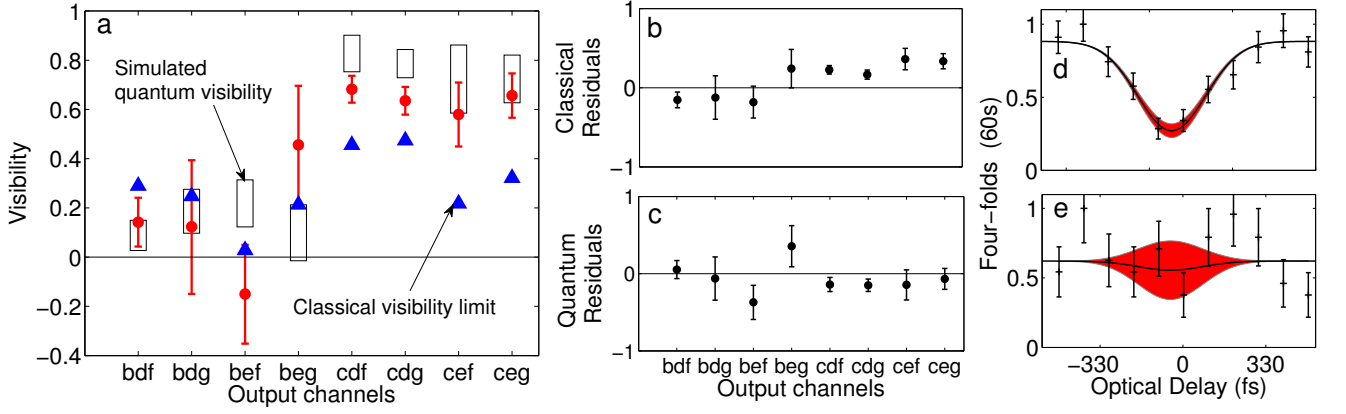 a
Simulated
quantum visibility
Classical visibility limit
Visibility
1
0.8
0.6
0.4
0.2
0
−0.2
−0.4
bdf bdg bef beg cdf cdg cef ceg
Output channels
b
Classical
Residuals
1
0
−1
c
Quantum
Residuals
1
0
−1
bdf bdg bef beg cdf cdg cef ceg
Output channels
Four-folds (60s)
d
1
0.5
0
e
1
0.5
0
−330 0 330
Optical Delay (fs)